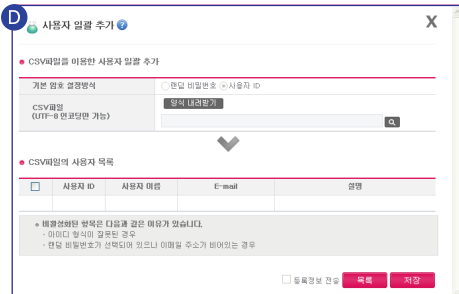 D
사용자 일괄 추가 ?
X
CSV파일을 이용한 사용자 일괄 추가
기본 암호 설정방식 랜덤 비밀번호 사용자 ID
CSV파일
(UTF-8 인코딩만 가능)
양식 내려받기
CSV파일의 사용자 목록
사용자 ID 사용자 이름 E-mail 설명
비활성화된 항목은 다음과 같은 이유가 있습니다.
- 아이디 형식이 잘못된 경우
- 랜덤 비밀번호가 선택되어 있으나 이메일 주소가 비어있는 경우
등록정보 전송 목록 저장